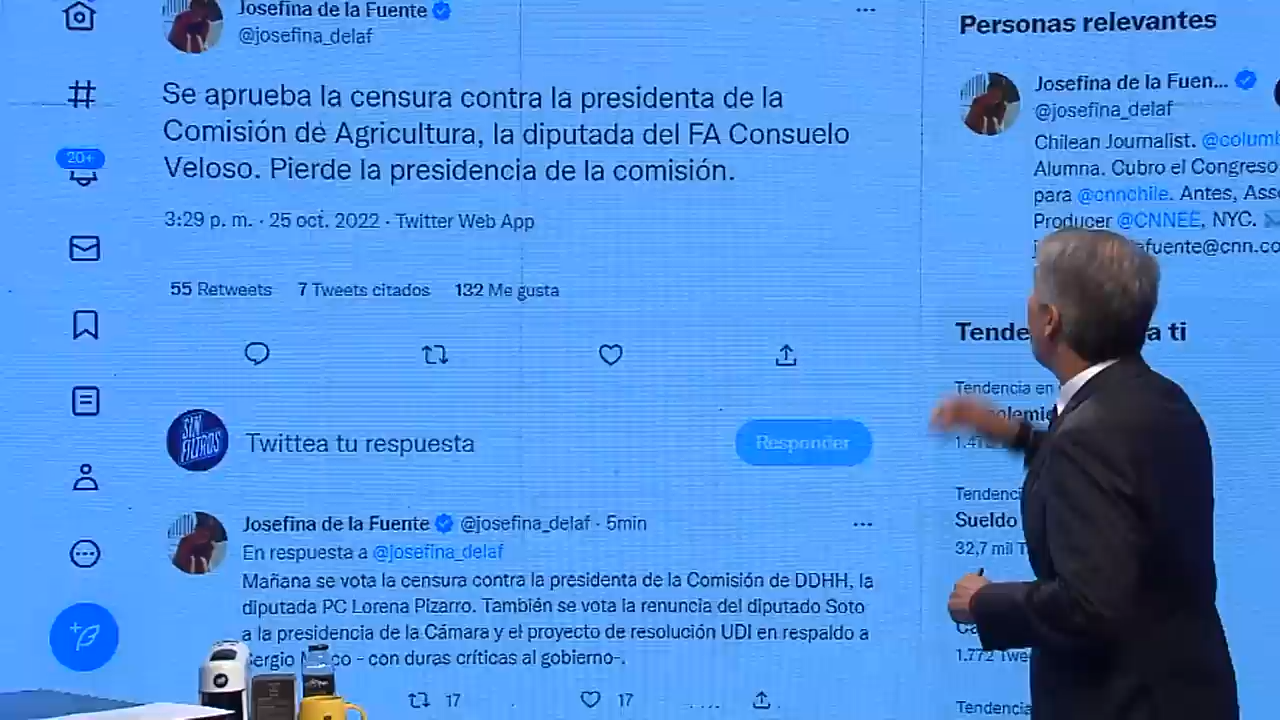 Josefina de la Fuente
@josefina_delaf
Se aprueba la censura contra la presidenta de la
Comisión de Agricultura, la diputada del FA Consuelo
Veloso. Pierde la presidencia de la comisión.
3:29 p. m. · 25 oct. 2022 · Twitter Web App
55 Retweets 7 Tweets citados 132 Me gusta
SIN FILTROS
Twittea tu respuesta
Responder
Josefina de la Fuente @josefina_delaf · 5min
En respuesta a @josefina_delaf
Mañana se vota la censura contra la presidenta de la Comisión de DDHH, la
diputada PC Lorena Pizarro. También se vota la renuncia del diputado Soto
a la presidencia de la Cámara y el proyecto de resolución UDI en respaldo a
- con duras críticas al gobierno-.
17 17
20+
Personas relevantes
Josefina de la Fuen...
@josefina_delaf
Chilean Journalist.
Alumna. Cubro el Congreso
para @cnnchile. Antes,
Producer @CNNEE, NYC.
a ti
Tendencia en
Sueldo
32,7 mil
1.772
Tendencia